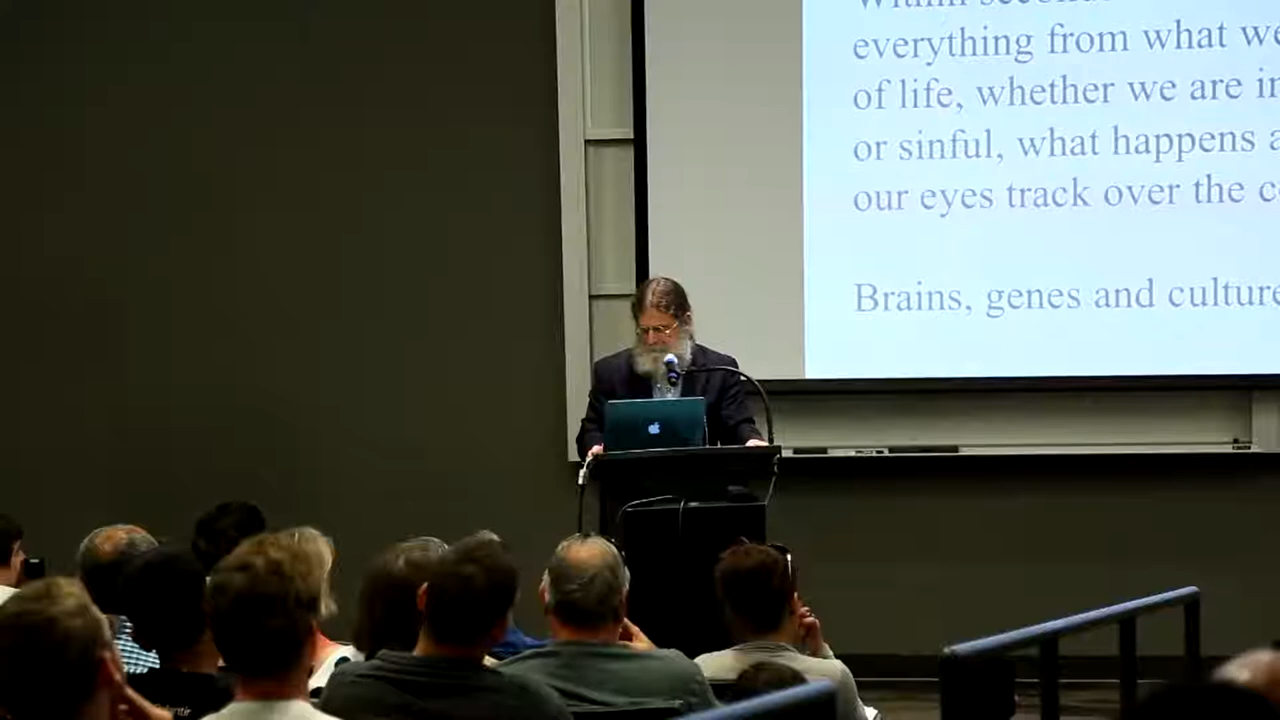 Within
everything from what we
of life, whether we are
or sinful, what happens
our eyes track over the
Brains, genes and culture